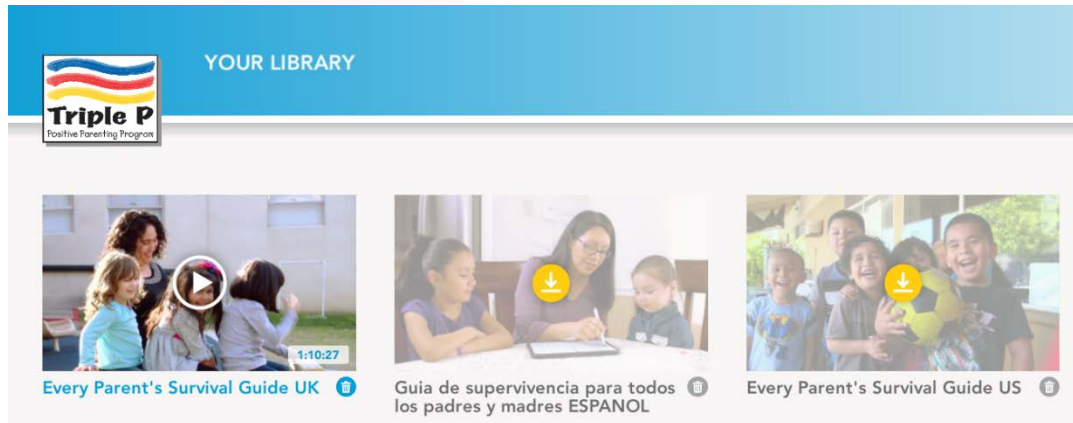 YOUR LIBRARY
Triple P
Positive Parenting Program
1:10:27
Every Parent's Survival Guide UK
Guia de supervivencia para todos
los padres y madres ESPANOL
Every Parent's Survival Guide US